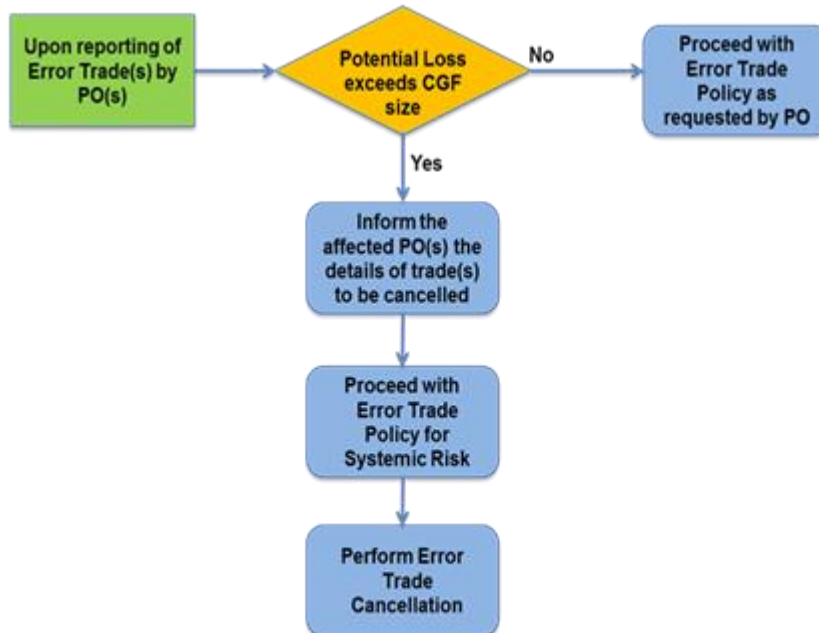 Upon reporting of
Error Trade(s) by
PO(s)
Potential Loss
exceeds CGF
size
No
Proceed with
Error Trade
Policy as
requested by PO
Yes
Inform the
affected PO(s) the
details of trade(s)
to be cancelled
Proceed with
Error Trade
Policy for
Systemic Risk
Perform Error
Trade
Cancellation